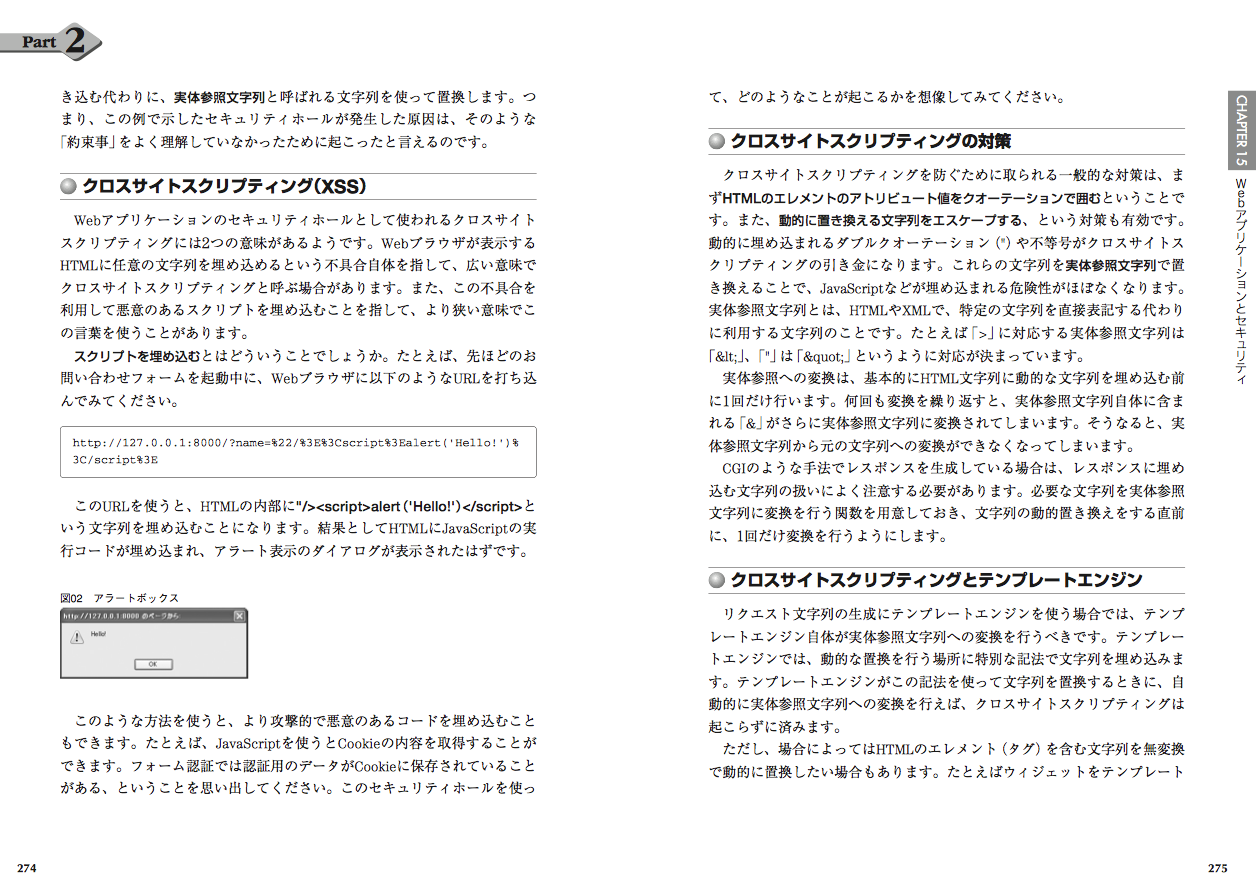 Part 2
き込む代わりに、実体参照文字列と呼ばれる文字列を使って置換します。つ
まり、この例で示したセキュリティホールが発生した原因は、そのような
「約束事」をよく理解していなかったために起こったと言えるのです。
クロスサイトスクリプティング(XSS)
Webアプリケーションのセキュリティホールとして使われるクロスサイト
スクリプティングには2つの意味があるようです。Webブラウザが表示する
HTMLに任意の文字列を埋め込めるという不具合自体を指して、広い意味で
クロスサイトスクリプティングと呼ぶ場合があります。また、この不具合を
利用して悪意のあるスクリプトを埋め込むことを指して、より狭い意味でこ
の言葉を使うことがあります。
スクリプトを埋め込むとはどういうことでしょうか。たとえば、先ほどのお
問い合わせフォームを起動中に、Webブラウザに以下のようなURLを打ち込
んでみてください。
http://127.0.0.1:8000/?name=%22/%3E%3Cscript%3Ealert('Hello!')%
3C/script%3E
このURLを使うと、HTMLの内部に"/><script>alert('Hello!')</script>と
いう文字列を埋め込むことになります。結果としてHTMLにJavaScriptの実
行コードが埋め込まれ、アラート表示のダイアログが表示されたはずです。
図02 アラートボックス
http://127.0.0.1:8000 のページから
Hello!
OK
このような方法を使うと、より攻撃的で悪意のあるコードを埋め込むこと
もできます。たとえば、JavaScriptを使うとCookieの内容を取得することが
できます。フォーム認証では認証用のデータがCookieに保存されていること
がある、ということを思い出してください。このセキュリティホールを使っ
274
て、どのようなことが起こるかを想像してみてください。
クロスサイトスクリプティングの対策
クロスサイトスクリプティングを防ぐために取られる一般的な対策は、ま
ずHTMLのエレメントのアトリビュート値をクオーテーションで囲むということで
す。また、動的に置き換える文字列をエスケープする、という対策も有効です。
動的に埋め込まれるダブルクオーテーション(")や不等号がクロスサイトス
クリプティングの引き金になります。これらの文字列を実体参照文字列で置
き換えることで、JavaScriptなどが埋め込まれる危険性がほぼなくなります。
実体参照文字列とは、HTMLやXMLで、特定の文字列を直接表記する代わり
に利用する文字列のことです。たとえば「>」に対応する実体参照文字列は
「&lt;」、「"」は「&quot;」というように対応が決まっています。
実体参照への変換は、基本的にHTML文字列に動的な文字列を埋め込む前
に1回だけ行います。何回も変換を繰り返すと、実体参照文字列自体に含ま
れる「&」がさらに実体参照文字列に変換されてしまいます。そうなると、実
体参照文字列から元の文字列への変換ができなくなってしまいます。
CGIのような手法でレスポンスを生成している場合は、レスポンスに埋め
込む文字列の扱いによく注意する必要があります。必要な文字列を実体参照
文字列に変換を行う関数を用意しておき、文字列の動的置き換えをする直前
に、1回だけ変換を行うようにします。
クロスサイトスクリプティングとテンプレートエンジン
リクエスト文字列の生成にテンプレートエンジンを使う場合では、テンプ
レートエンジン自体が実体参照文字列への変換を行うべきです。テンプレー
トエンジンでは、動的な置換を行う場所に特別な記法で文字列を埋め込みま
す。テンプレートエンジンがこの記法を使って文字列を置換するときに、自
動的に実体参照文字列への変換を行えば、クロスサイトスクリプティングは
起こらずに済みます。
ただし、場合によってはHTMLのエレメント(タグ)を含む文字列を無変換
で動的に置換したい場合もあります。たとえばウィジェットをテンプレート
CHAPTER 15
Webアプリケーションとセキュリティ
275